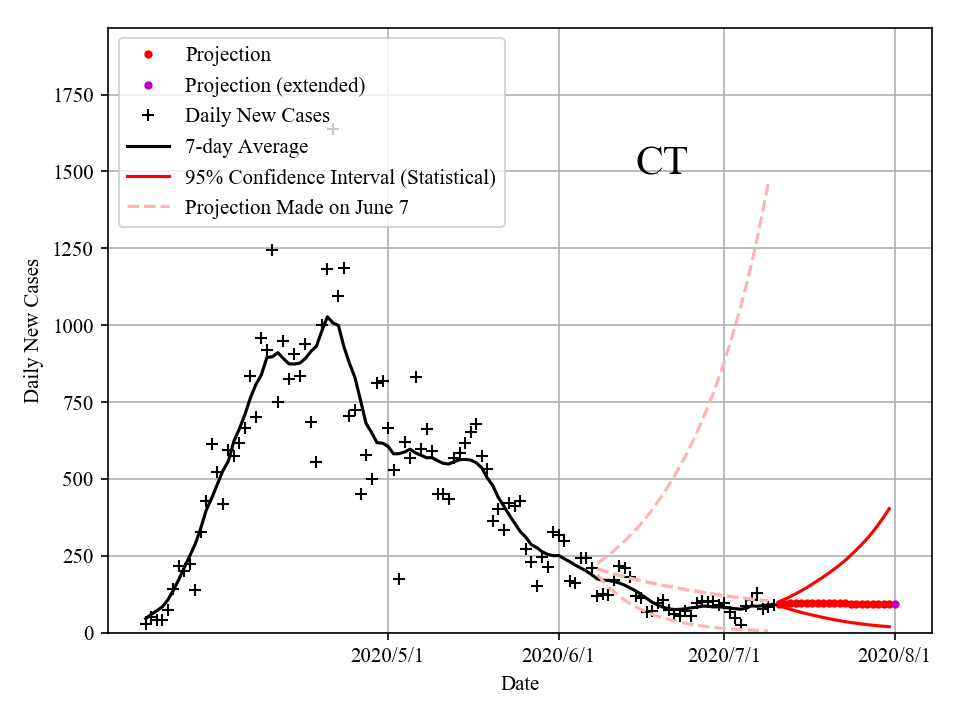 Projection
Projection (extended)
Daily New Cases
7-day Average
95% Confidence Interval (Statistical)
Projection Made on June 7
CT
1750
1500
1250
1000
750
500
250
0
Daily New Cases
2020/5/1
2020/6/1
2020/7/1
2020/8/1
Date